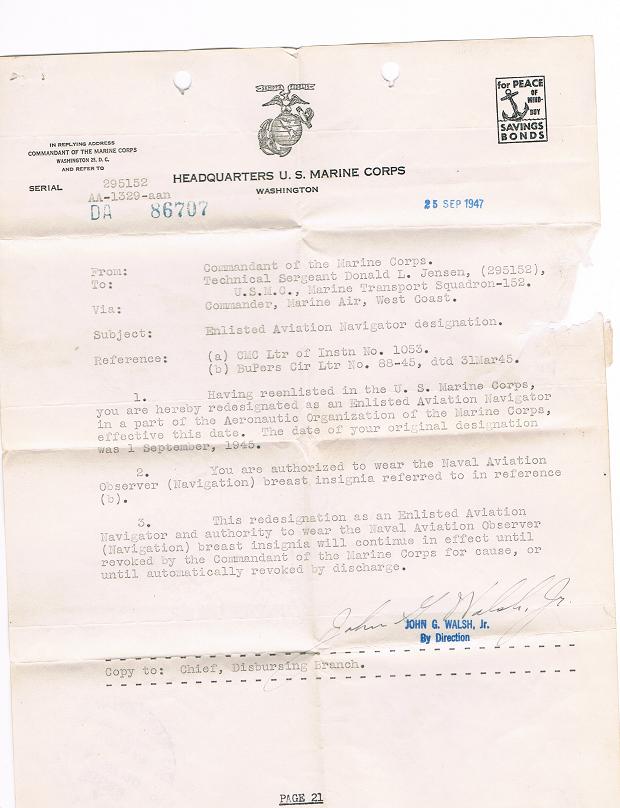 SEMPER FIDELIS
for PEACE
OF
MIND-
BUY
SAVINGS
BONDS
IN REPLYING ADDRESS
COMMANDANT OF THE MARINE CORPS
WASHINGTON 25, D. C.
AND REFER TO
SERIAL 295152
AA-1329-aan
DA 86707
HEADQUARTERS U. S. MARINE CORPS
WASHINGTON
25 SEP 1947
From: Commandant of the Marine Corps.
To: Technical Sergeant Donald L. Jensen, (295152),
U.S.M.C., Marine Transport Squadron-152.
Via: Commander, Marine Air, West Coast.
Subject: Enlisted Aviation Navigator designation.
Reference: (a) CMC Ltr of Instn No. 1053.
(b) BuPers Cir Ltr No. 88-45, dtd 31Mar45.
1. Having reenlisted in the U. S. Marine Corps,
you are hereby redesignated as an Enlisted Aviation Navigator
in a part of the Aeronautic Organization of the Marine Corps,
effective this date. The date of your original designation
was 1 September, 1945.
2. You are authorized to wear the Naval Aviation
Observer (Navigation) breast insignia referred to in reference
(b).
3. This redesignation as an Enlisted Aviation
Navigator and authority to wear the Naval Aviation Observer
(Navigation) breast insignia will continue in effect until
revoked by the Commandant of the Marine Corps for cause, or
until automatically revoked by discharge.
John G. Walsh, Jr.
JOHN G. WALSH, Jr.
By Direction
Copy to: Chief, Disbursing Branch.
PAGE 21